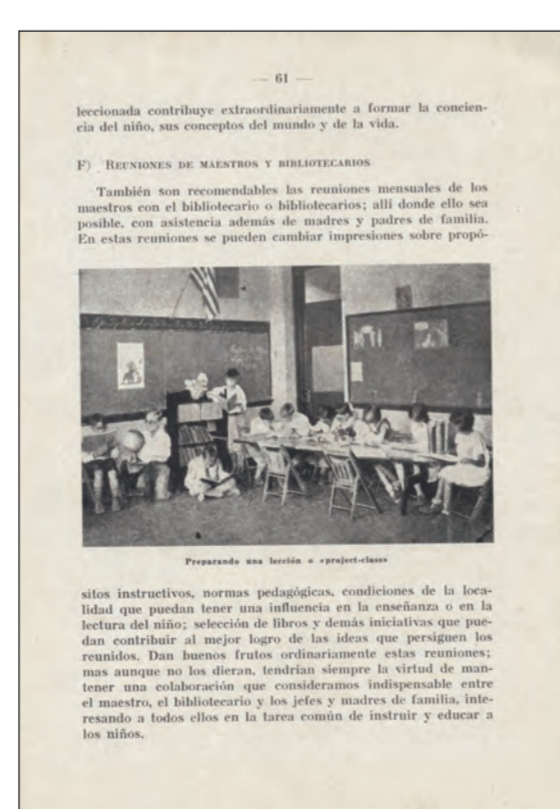 — 61 —
leccionada contribuye extraordinariamente a formar la concien-
cia del niño, sus conceptos del mundo y de la vida.
F) Reuniones de maestros y bibliotecarios
También son recomendables las reuniones mensuales de los
maestros con el bibliotecario o bibliotecarios; allí donde ello sea
posible, con asistencia además de madres y padres de familia.
En estas reuniones se pueden cambiar impresiones sobre propó-
Preparando una lección o «project-class»
sitos instructivos, normas pedagógicas, condiciones de la loca-
lidad que puedan tener una influencia en la enseñanza o en la
lectura del niño; selección de libros y demás iniciativas que pue-
dan contribuir al mejor logro de las ideas que persiguen los
reunidos. Dan buenos frutos ordinariamente estas reuniones;
mas aunque no los dieran, tendrían siempre la virtud de man-
tener una colaboración que consideramos indispensable entre
el maestro, el bibliotecario y los jefes y madres de familia, inte-
resando a todos ellos en la tarea común de instruir y educar a
los niños.